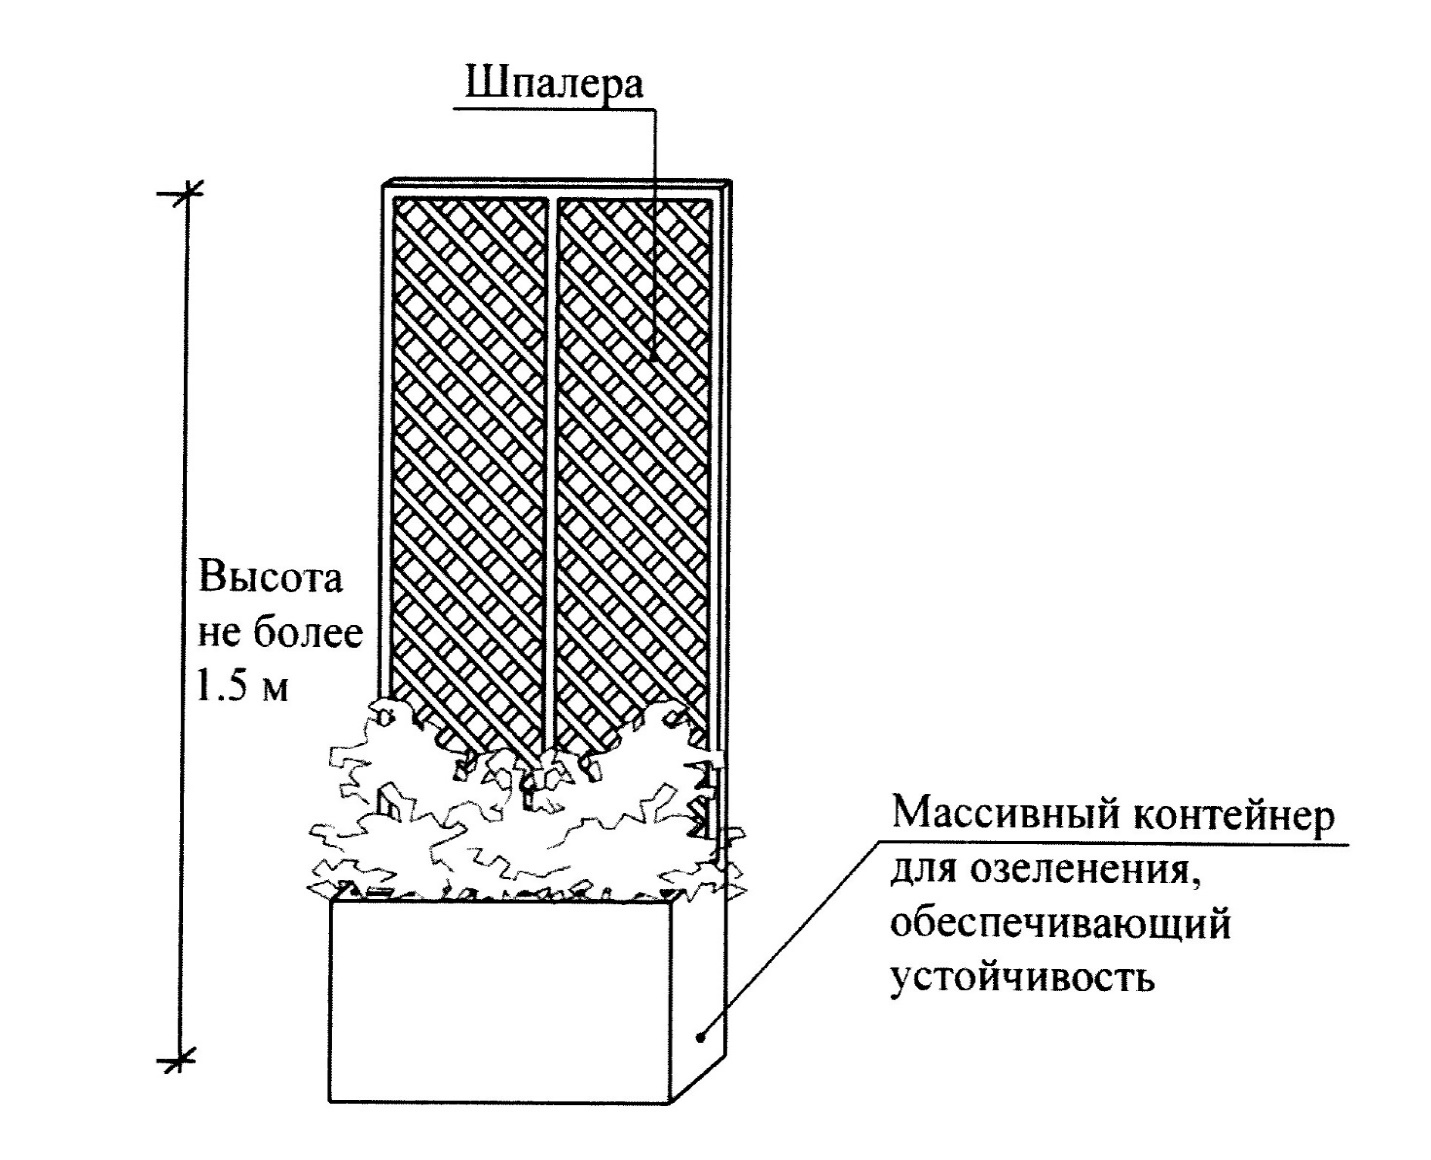 Шпалера
Высота
не более
1.5 м
Массивный контейнер
для озеленения,
обеспечивающий
устойчивость